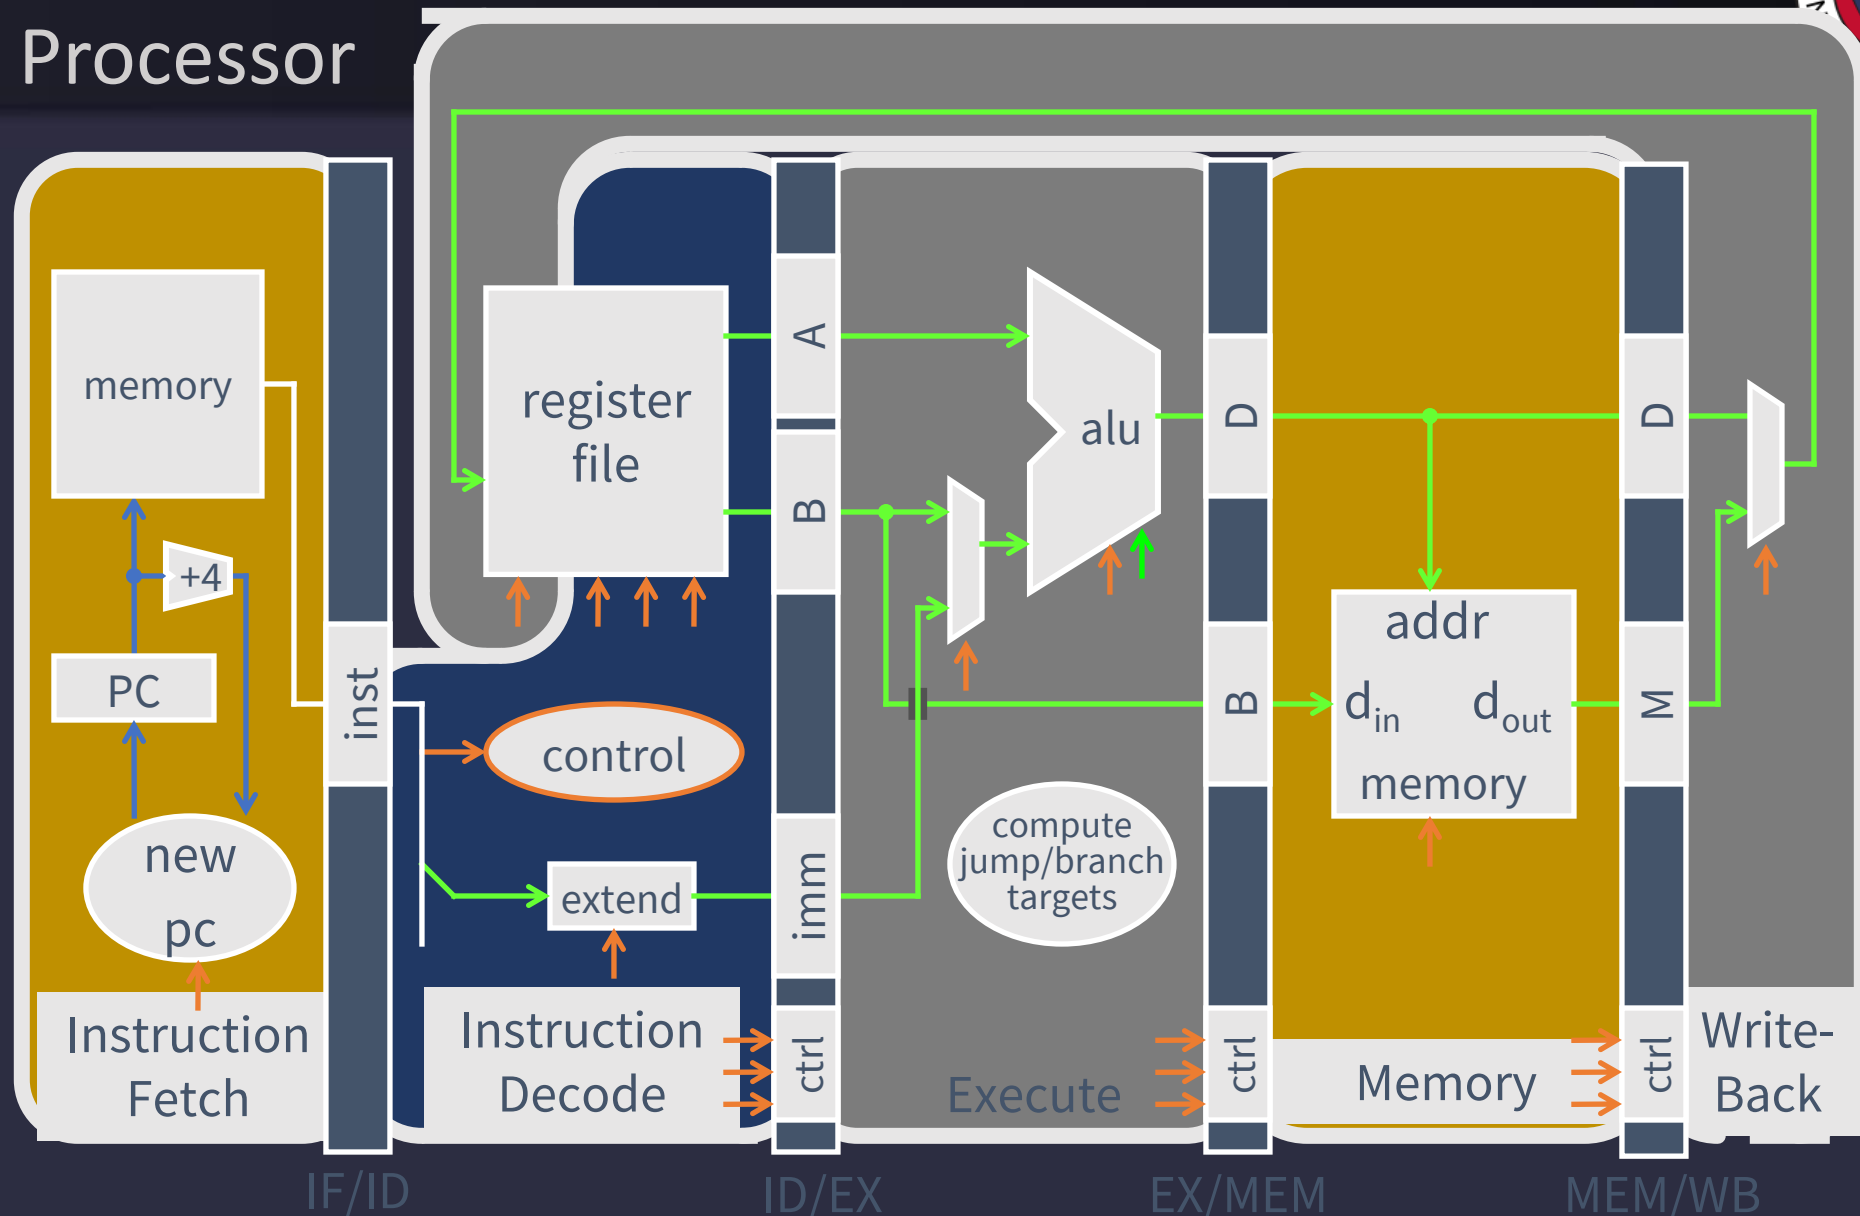 Processor
memory
+4
PC
new
pc
Instruction
Fetch
inst
register
file
control
extend
Instruction
Decode
A
B
imm
ctrl
alu
compute
jump/branch
targets
Execute
D
B
ctrl
addr
d_in d_out
memory
Memory
D
M
ctrl
Write-
Back
IF/ID
ID/EX
EX/MEM
MEM/WB